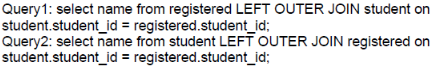 Query1: select name from registered LEFT OUTER JOIN student on
student.student_id = registered.student_id;
Query2: select name from student LEFT OUTER JOIN registered on
student.student_id = registered.student_id;